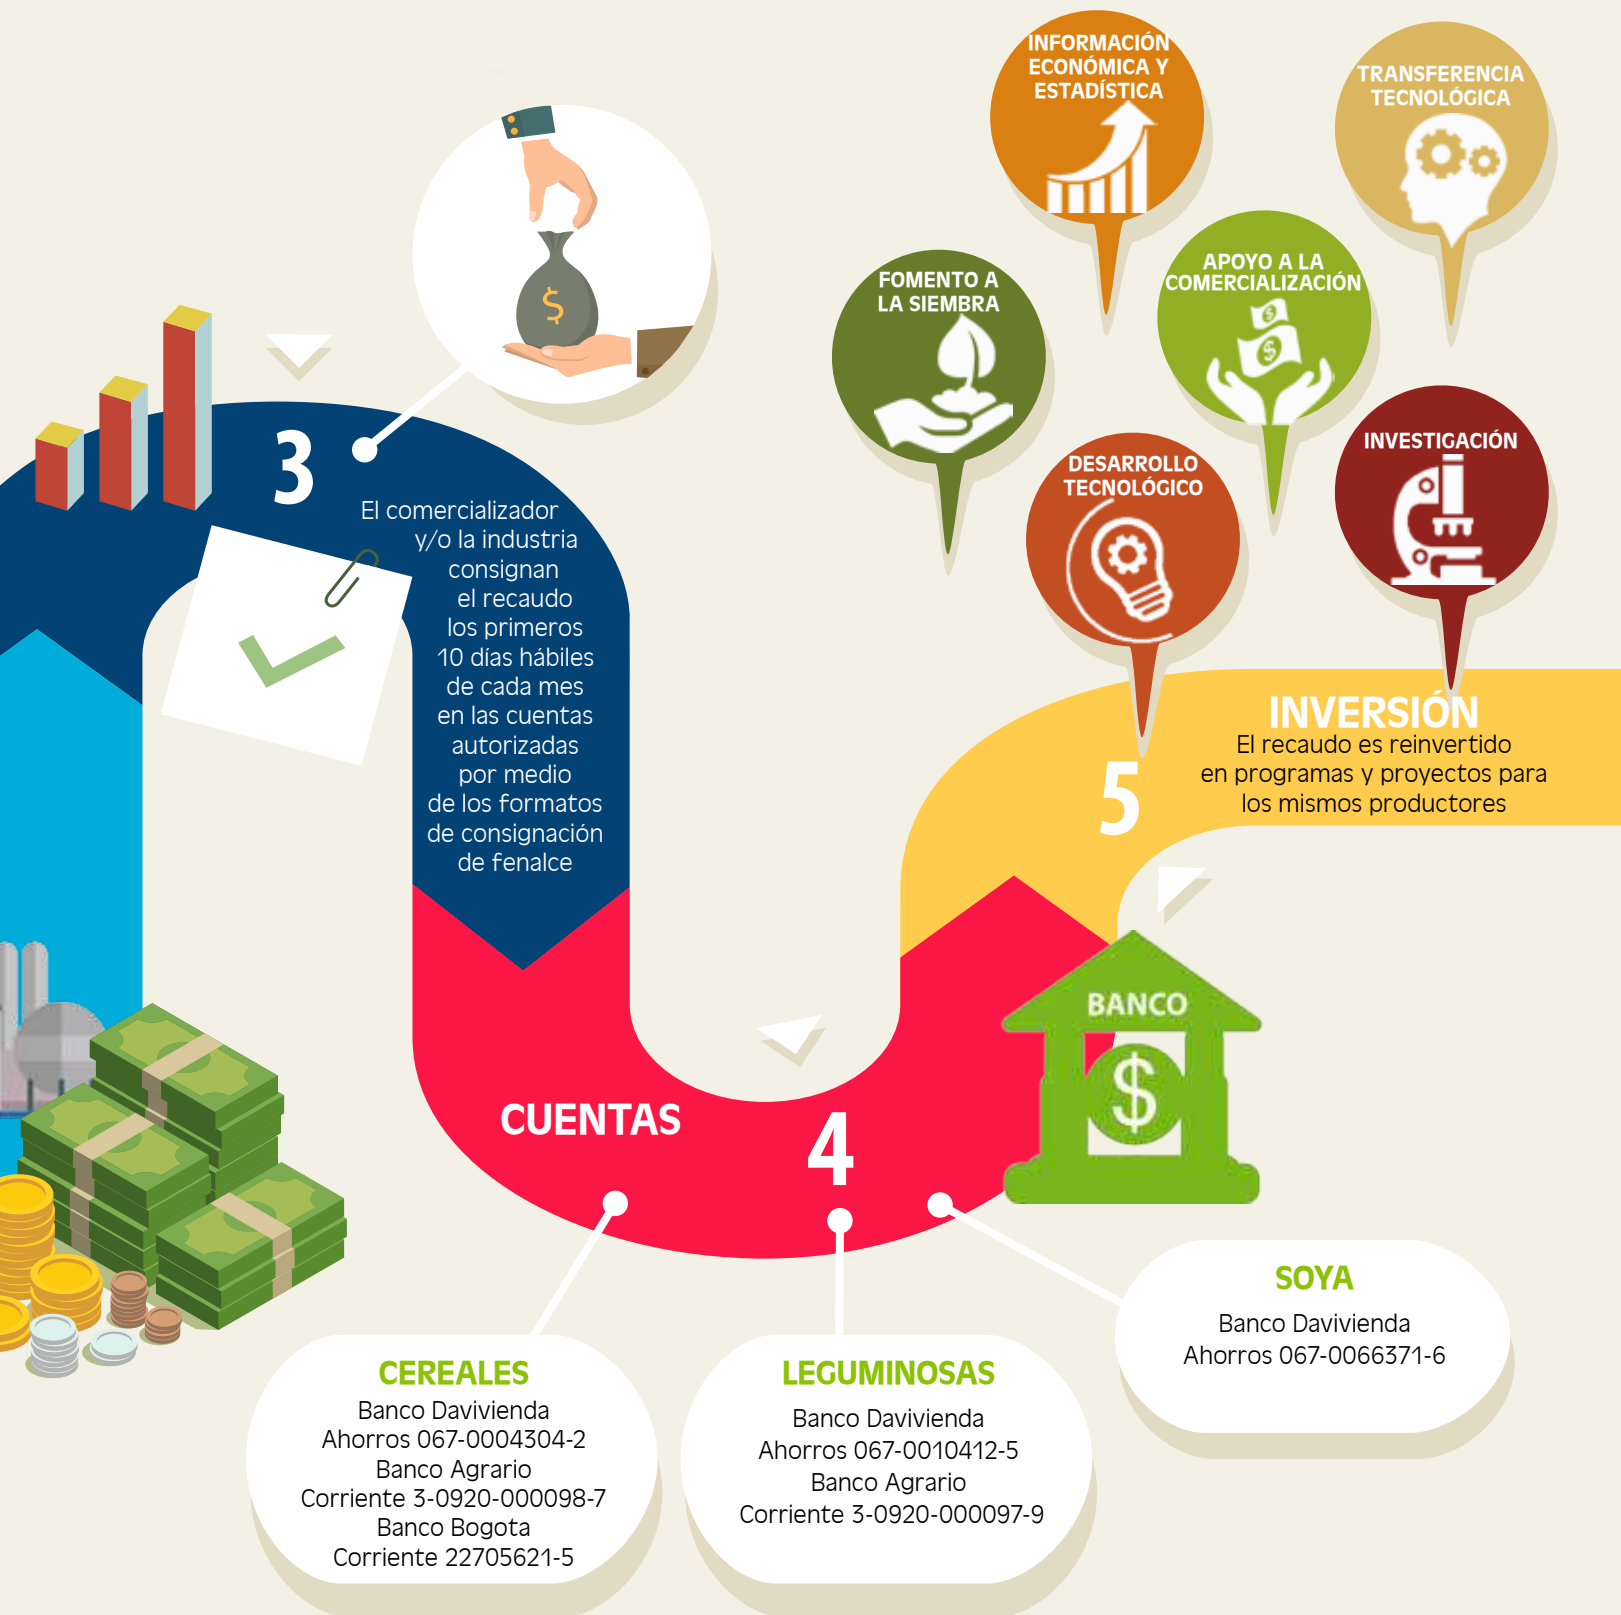 INFORMACIÓN
ECONÓMICA Y
ESTADÍSTICA
TRANSFERENCIA
TECNOLÓGICA
FOMENTO A
LA SIEMBRA
APOYO A LA
COMERCIALIZACIÓN
DESARROLLO
TECNOLÓGICO
INVESTIGACIÓN
3
El comercializador
y/o la industria
consignan
el recaudo
los primeros
10 días hábiles
de cada mes
en las cuentas
autorizadas
por medio
de los formatos
de consignación
de fenalce
$
INVERSIÓN
El recaudo es reinvertido
en programas y proyectos para
los mismos productores
5
BANCO
$
CUENTAS
4
CEREALES
Banco Davivienda
Ahorros 067-0004304-2
Banco Agrario
Corriente 3-0920-000098-7
Banco Bogota
Corriente 22705621-5
LEGUMINOSAS
Banco Davivienda
Ahorros 067-0010412-5
Banco Agrario
Corriente 3-0920-000097-9
SOYA
Banco Davivienda
Ahorros 067-0066371-6